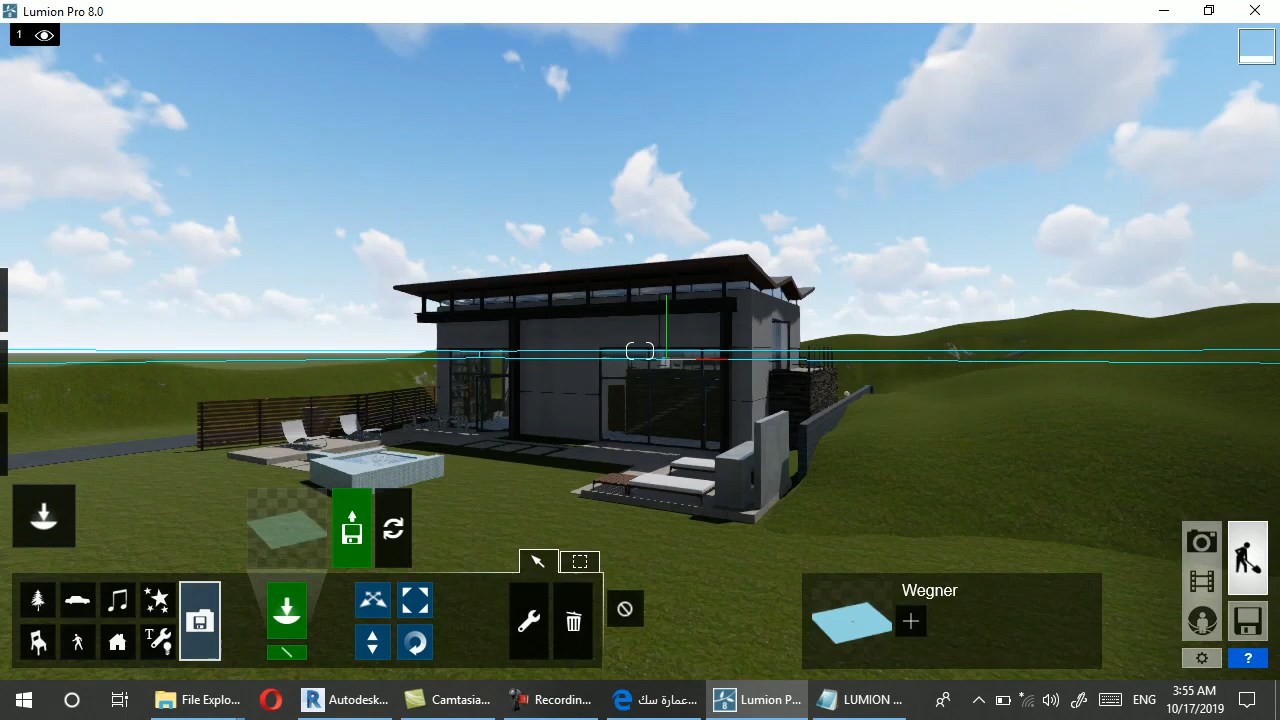 Lumion Pro 8.0
1
Wegner
?
File Explo...
Autodesk...
Camtasia...
Recordin...
عمارة سك...
Lumion P...
LUMION ...
ENG
3:55 AM
10/17/2019